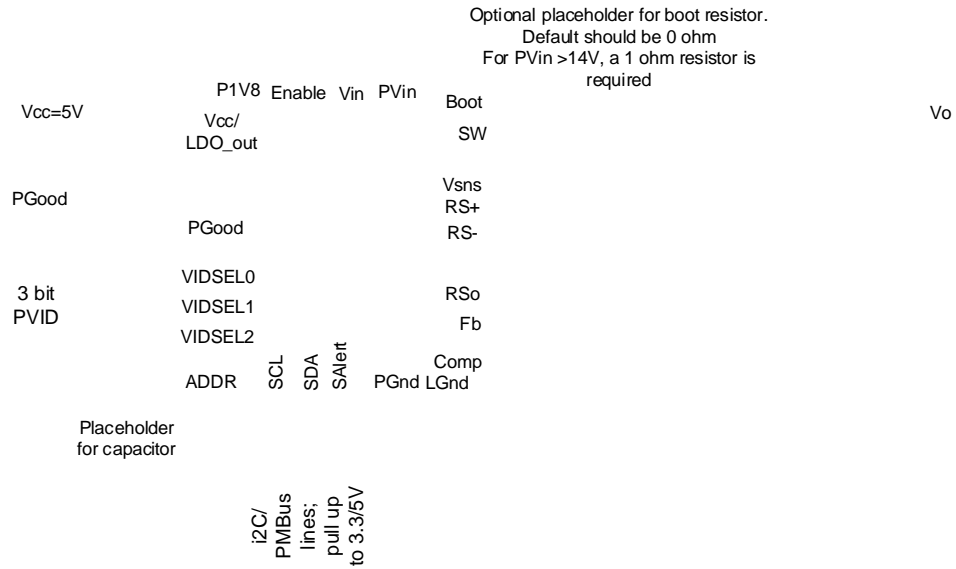 Optional placeholder for boot resistor.
Default should be 0 ohm
For PVin >14V, a 1 ohm resistor is
required
P1V8
Enable
Vin
PVin
Boot
Vcc=5V
Vo
Vcc/
LDO_out
SW
Vsns
PGood
RS+
PGood
RS-
VIDSEL0
3 bit
PVID
RSo
VIDSEL1
Fb
VIDSEL2
Comp
ADDR
SCL
SDA
SAlert
PGnd
LGnd
Placeholder
for capacitor
i2C/
PMBus
lines;
pull up
to 3.3/5V